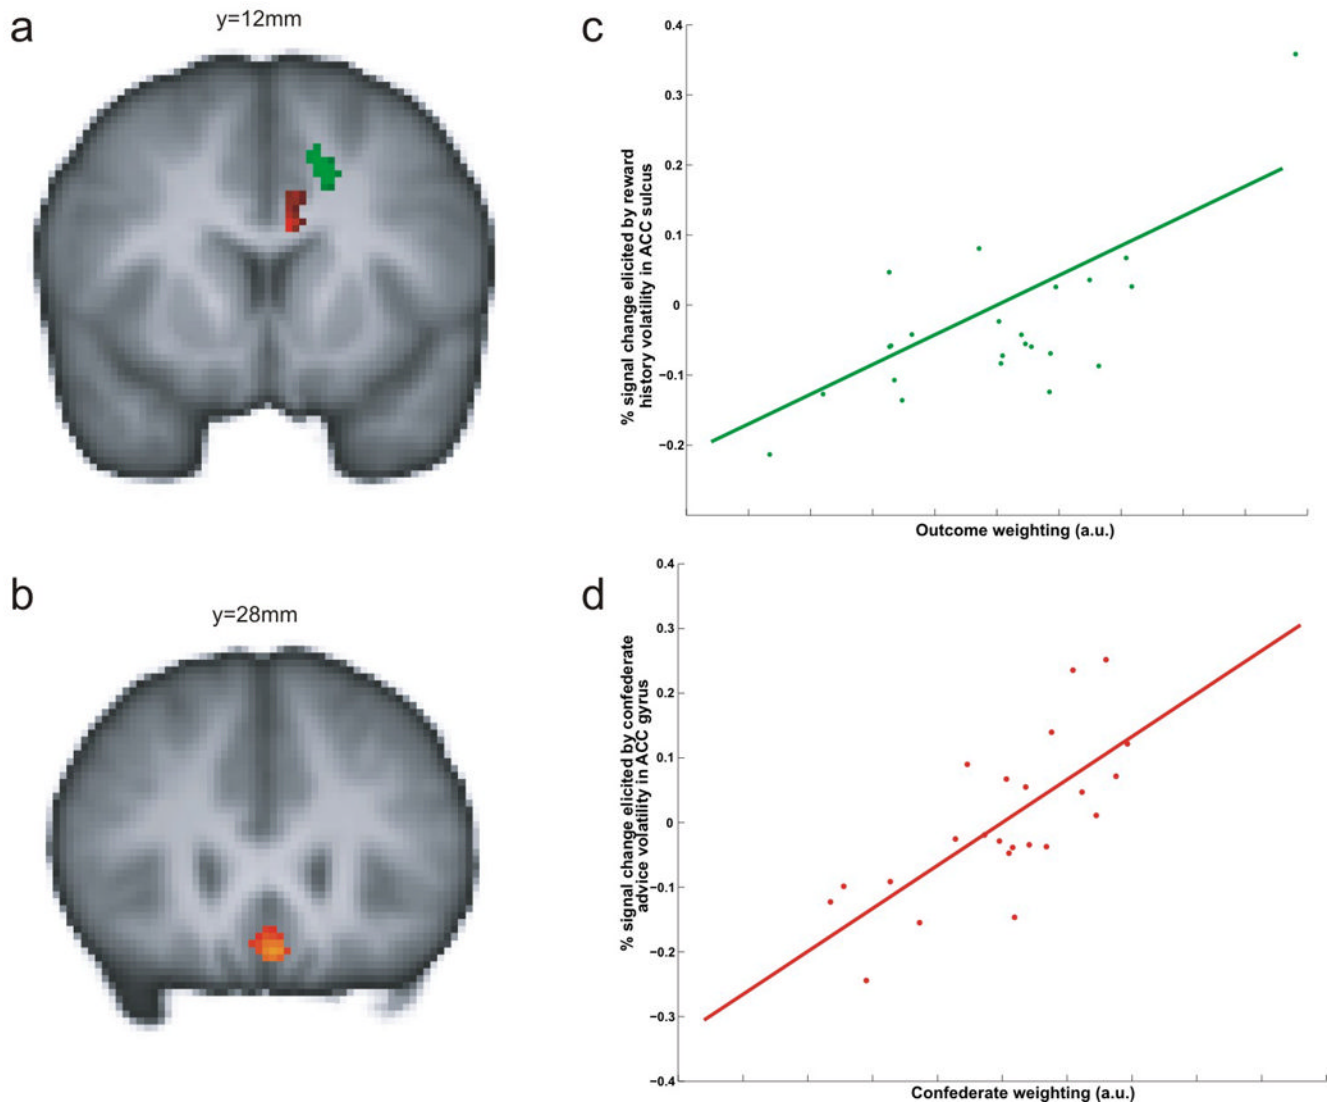 a
y=12mm
b
y=28mm
c
0.4
0.3
0.2
0.1
0
−0.1
−0.2
% signal change elicited by reward
history volatility in ACC sulcus
Outcome weighting (a.u.)
d
0.4
0.3
0.2
0.1
0
−0.1
−0.2
−0.3
−0.4
% signal change elicited by confederate
advice volatility in ACC gyrus
Confederate weighting (a.u.)